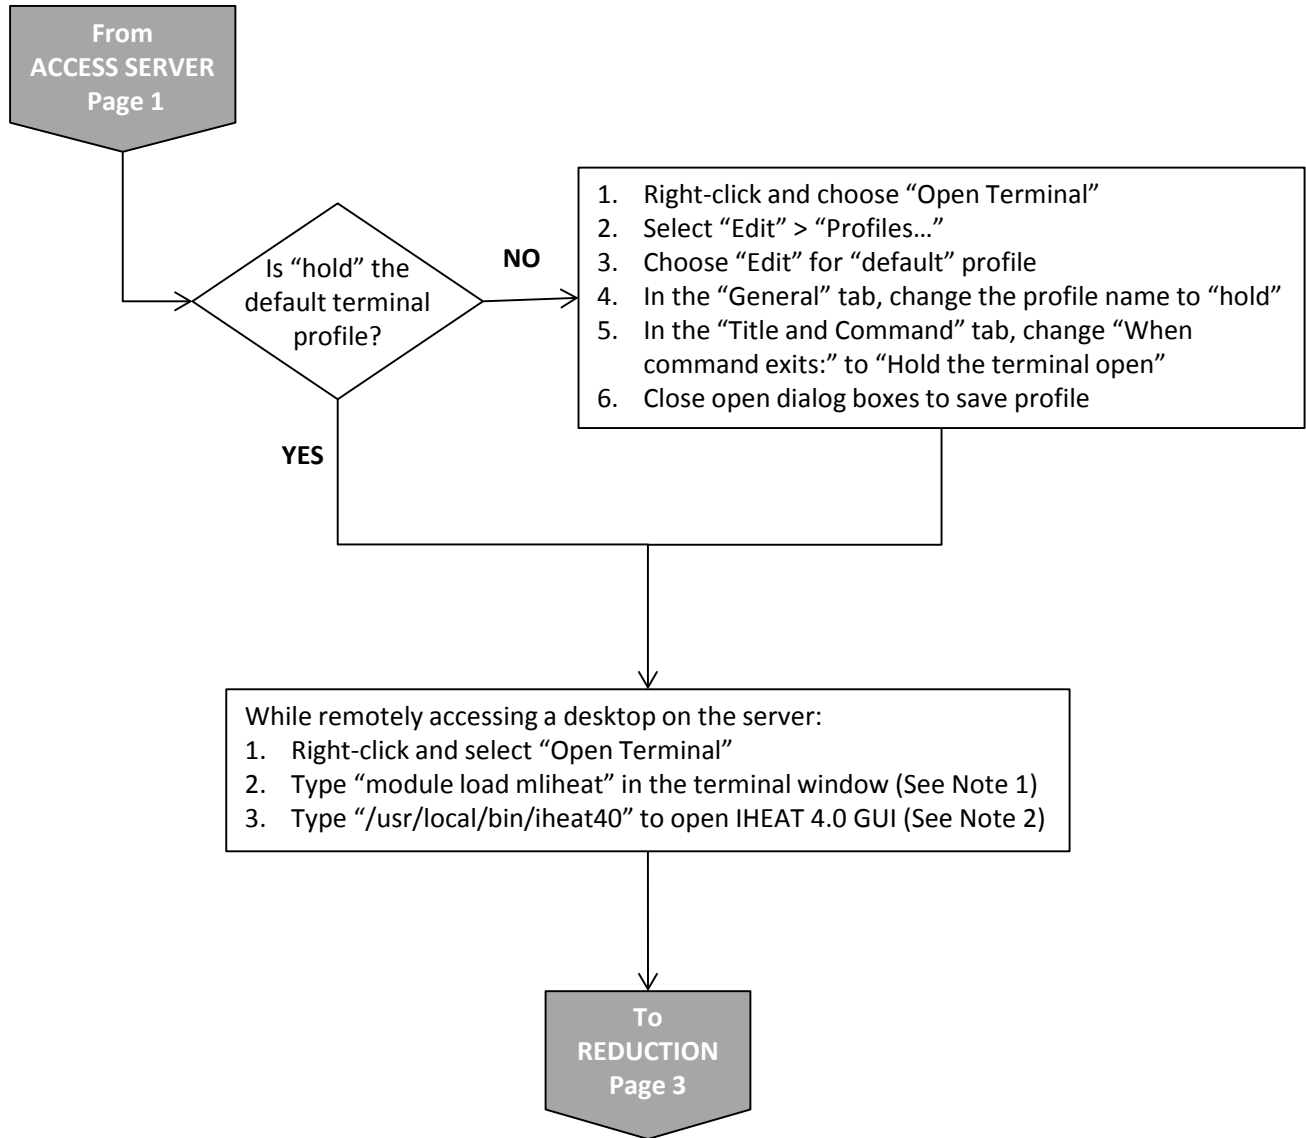 From
ACCESS SERVER
Page 1
Is “hold” the
default terminal
profile?
NO
1. Right-click and choose “Open Terminal”
2. Select “Edit” > “Profiles…”
3. Choose “Edit” for “default” profile
4. In the “General” tab, change the profile name to “hold”
5. In the “Title and Command” tab, change “When
command exits:” to “Hold the terminal open”
6. Close open dialog boxes to save profile
YES
While remotely accessing a desktop on the server:
1. Right-click and select “Open Terminal”
2. Type “module load mliheat” in the terminal window (See Note 1)
3. Type “/usr/local/bin/iheat40” to open IHEAT 4.0 GUI (See Note 2)
To
REDUCTION
Page 3